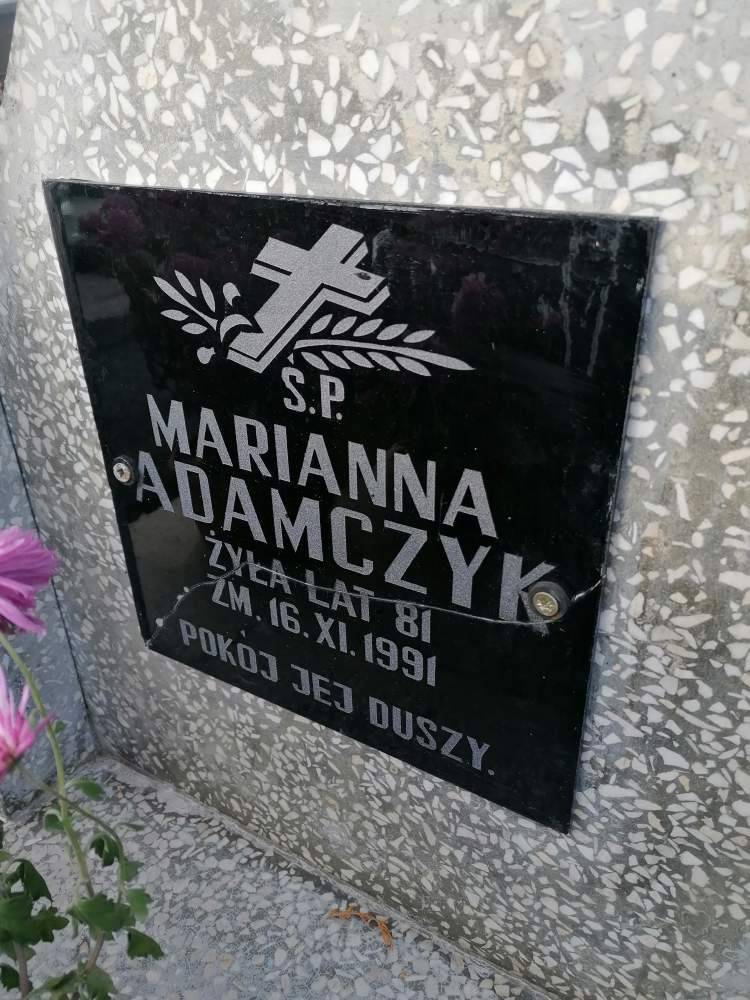 Ś.P.
MARIANNA
ADAMCZYK
ŻYŁA LAT 81
ZM. 16.XI.1991
POKÓJ JEJ DUSZY.